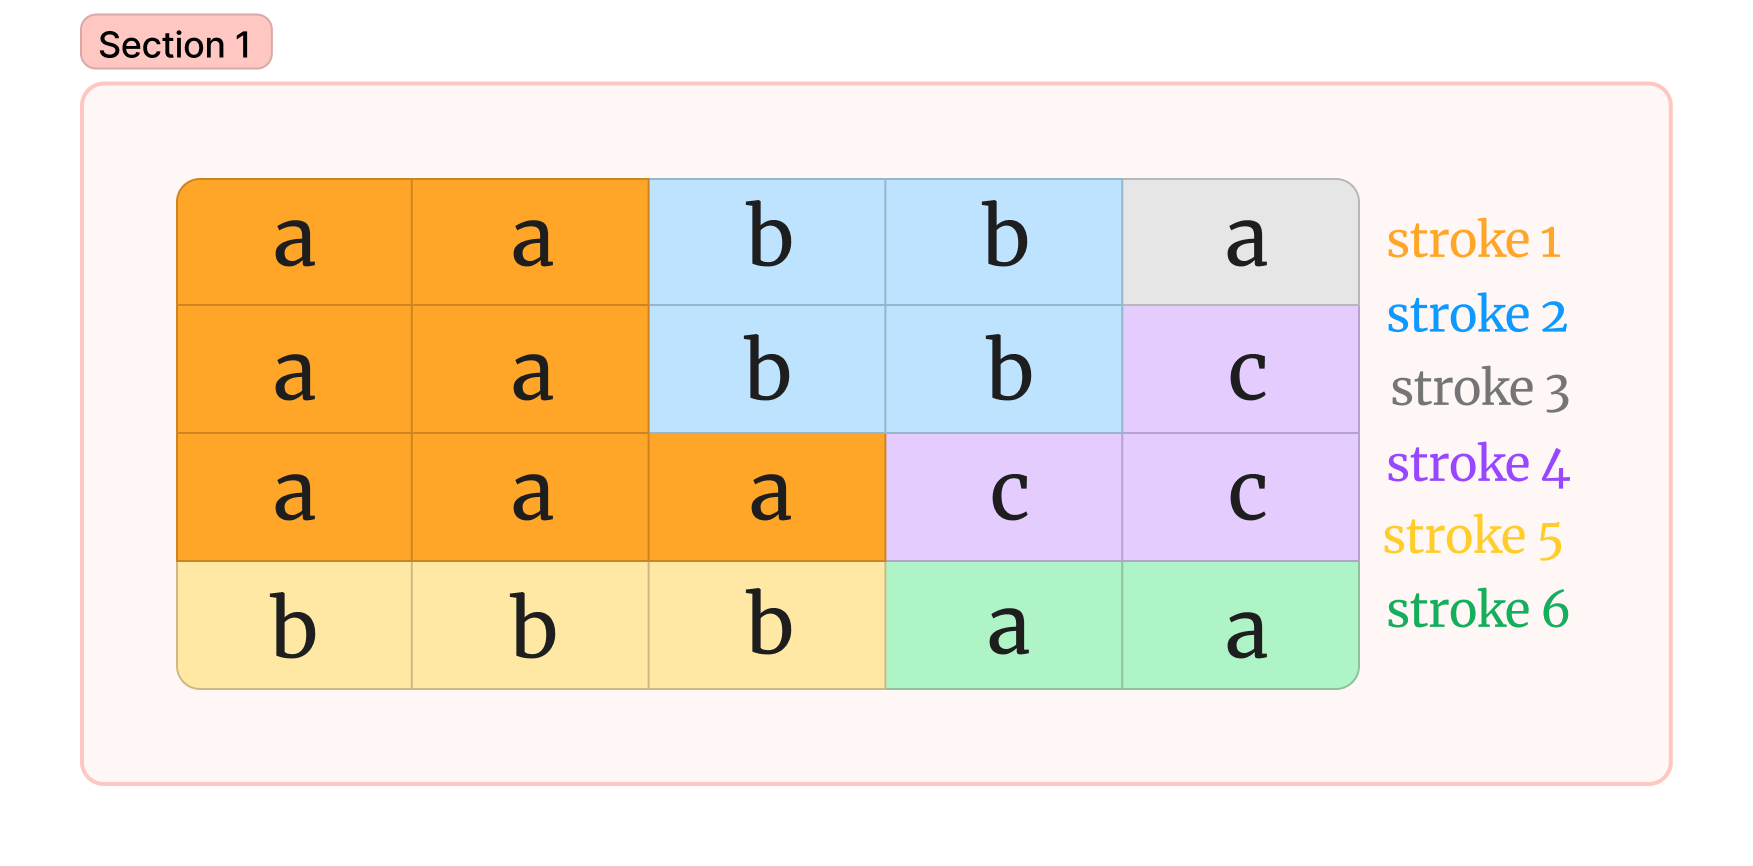 Section 1
a a b b a
a a b b c
a a a c c
b b b a a
stroke 1
stroke 2
stroke 3
stroke 4
stroke 5
stroke 6